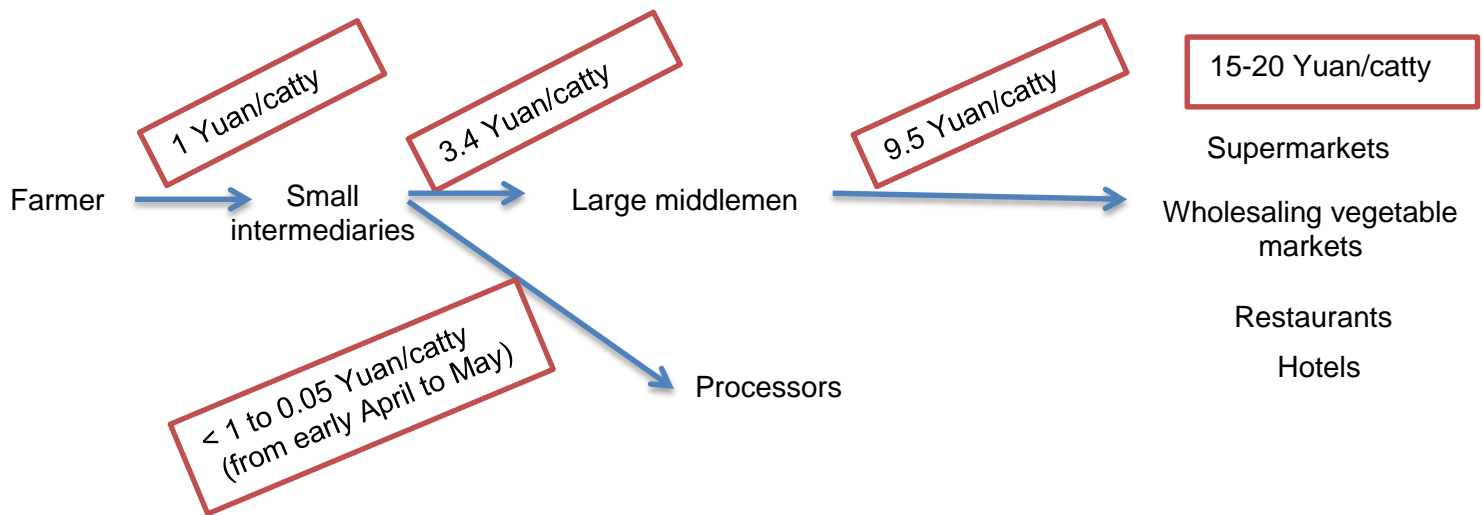 1 Yuan/catty
3.4 Yuan/catty
9.5 Yuan/catty
15-20 Yuan/catty
Supermarkets
Farmer
Small
intermediaries
Large middlemen
Wholesaling vegetable
markets
Restaurants
Hotels
< 1 to 0.05 Yuan/catty
(from early April to May)
Processors